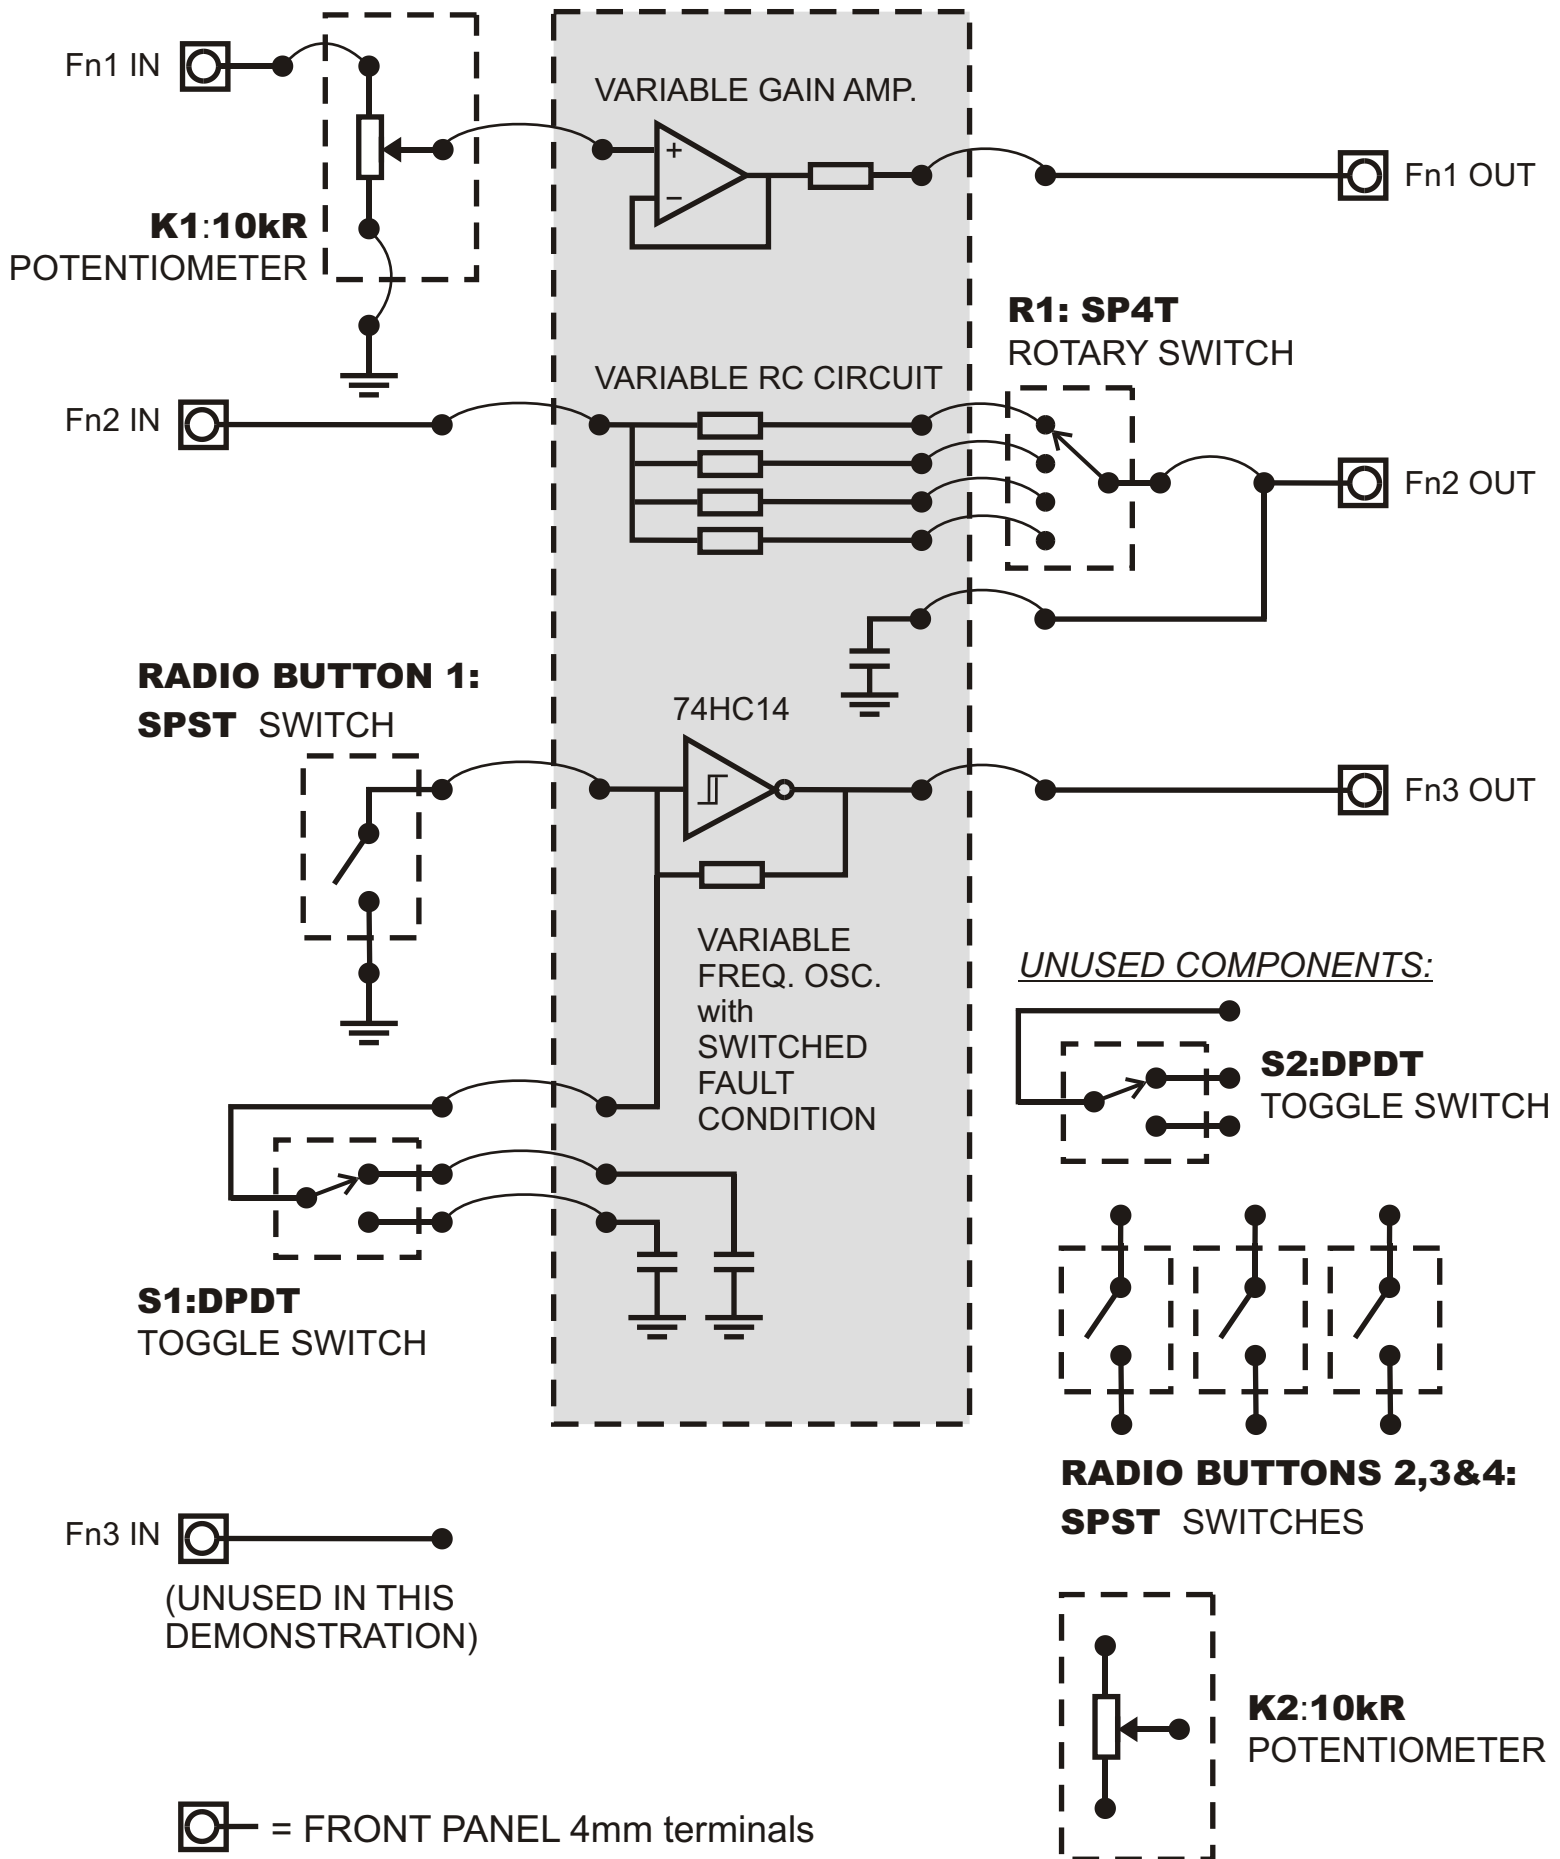 Fn1 IN
VARIABLE GAIN AMP.
+
−
Fn1 OUT
K1:10kR
POTENTIOMETER
R1: SP4T
ROTARY SWITCH
VARIABLE RC CIRCUIT
Fn2 IN
Fn2 OUT
RADIO BUTTON 1:
SPST SWITCH
74HC14
Fn3 OUT
VARIABLE
FREQ. OSC.
with
SWITCHED
FAULT
CONDITION
UNUSED COMPONENTS:
S2:DPDT
TOGGLE SWITCH
S1:DPDT
TOGGLE SWITCH
RADIO BUTTONS 2,3&4:
SPST SWITCHES
Fn3 IN
(UNUSED IN THIS
DEMONSTRATION)
K2:10kR
POTENTIOMETER
= FRONT PANEL 4mm terminals